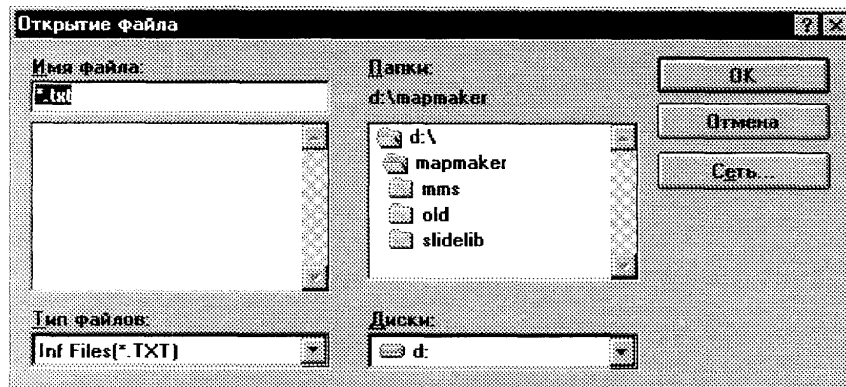 Открытие файла
Имя файла:
*.txt
Папки:
d:\mapmaker
d:\
mapmaker
mms
old
slidelib
OK
Отмена
Сеть...
Тип файлов:
Inf Files(*.TXT)
Диски:
d: